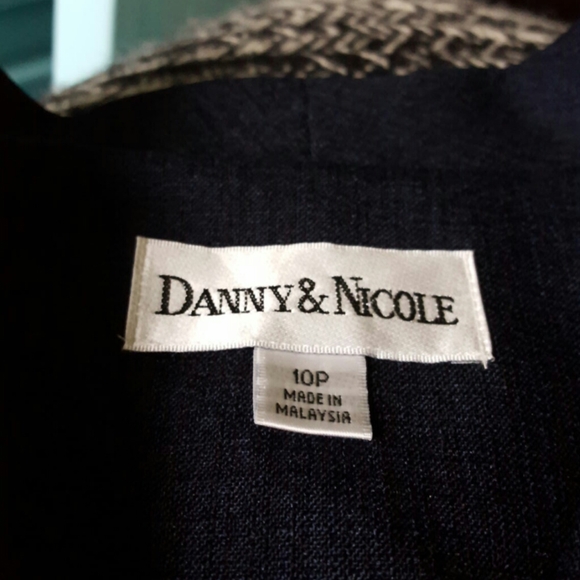 DANNY & NICOLE
10P
MADE IN
MALAYSIA